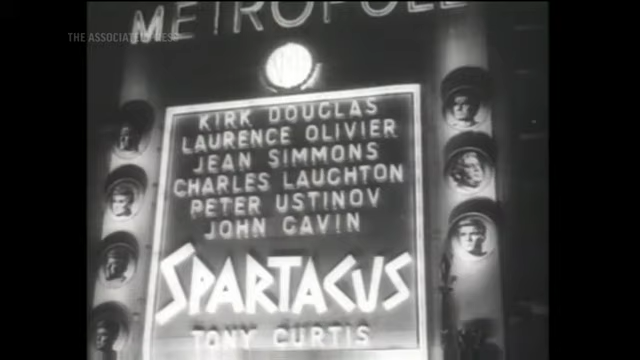 THE ASSOCIATED PRESS
METROPOLE
KIRK DOUGLAS
LAURENCE OLIVIER
JEAN SIMMONS
CHARLES LAUGHTON
PETER USTINOV
JOHN GAVIN
SPARTACUS
TONY CURTIS